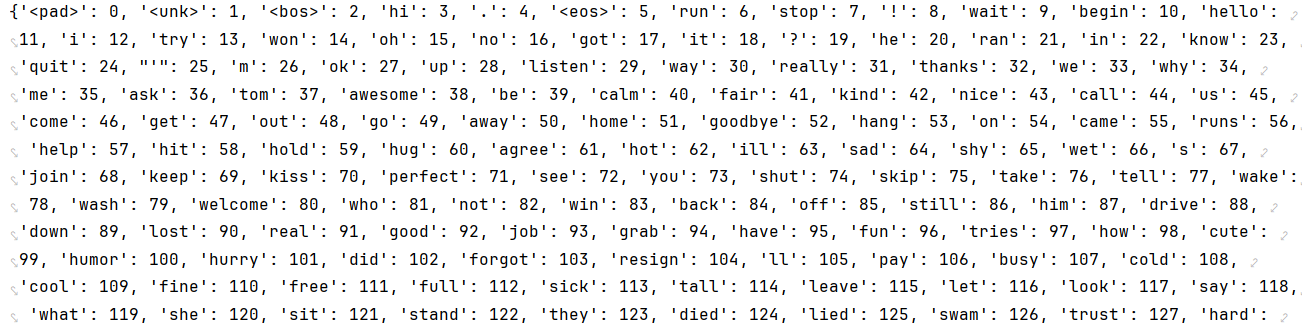 {'<pad>': 0, '<unk>': 1, '<bos>': 2, 'hi': 3, '.': 4, '<eos>': 5, 'run': 6, 'stop': 7, '!': 8, 'wait': 9, 'begin': 10, 'hello':
11, 'i': 12, 'try': 13, 'won': 14, 'oh': 15, 'no': 16, 'got': 17, 'it': 18, '?': 19, 'he': 20, 'ran': 21, 'in': 22, 'know': 23,
'quit': 24, "'": 25, 'm': 26, 'ok': 27, 'up': 28, 'listen': 29, 'way': 30, 'really': 31, 'thanks': 32, 'we': 33, 'why': 34,
'me': 35, 'ask': 36, 'tom': 37, 'awesome': 38, 'be': 39, 'calm': 40, 'fair': 41, 'kind': 42, 'nice': 43, 'call': 44, 'us': 45,
'come': 46, 'get': 47, 'out': 48, 'go': 49, 'away': 50, 'home': 51, 'goodbye': 52, 'hang': 53, 'on': 54, 'came': 55, 'runs': 56,
'help': 57, 'hit': 58, 'hold': 59, 'hug': 60, 'agree': 61, 'hot': 62, 'ill': 63, 'sad': 64, 'shy': 65, 'wet': 66, 's': 67,
'join': 68, 'keep': 69, 'kiss': 70, 'perfect': 71, 'see': 72, 'you': 73, 'shut': 74, 'skip': 75, 'take': 76, 'tell': 77, 'wake':
78, 'wash': 79, 'welcome': 80, 'who': 81, 'not': 82, 'win': 83, 'back': 84, 'off': 85, 'still': 86, 'him': 87, 'drive': 88,
'down': 89, 'lost': 90, 'real': 91, 'good': 92, 'job': 93, 'grab': 94, 'have': 95, 'fun': 96, 'tries': 97, 'how': 98, 'cute':
99, 'humor': 100, 'hurry': 101, 'did': 102, 'forgot': 103, 'resign': 104, 'll': 105, 'pay': 106, 'busy': 107, 'cold': 108,
'cool': 109, 'fine': 110, 'free': 111, 'full': 112, 'sick': 113, 'tall': 114, 'leave': 115, 'let': 116, 'look': 117, 'say': 118,
'what': 119, 'she': 120, 'sit': 121, 'stand': 122, 'they': 123, 'died': 124, 'lied': 125, 'swam': 126, 'trust': 127, 'hard':